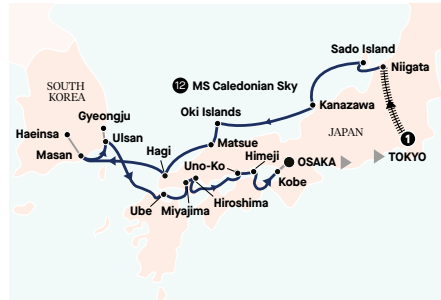 Sado Island
Niigata
SOUTH
KOREA
12 MS Caledonian Sky
Gyeongju
Oki Islands
Kanazawa
Haeinsa
Ulsan
JAPAN
1
Masan
Hagi
Matsue
Uno-Ko
Himeji
OSAKA
TOKYO
Kobe
Ube
Miyajima
Hiroshima